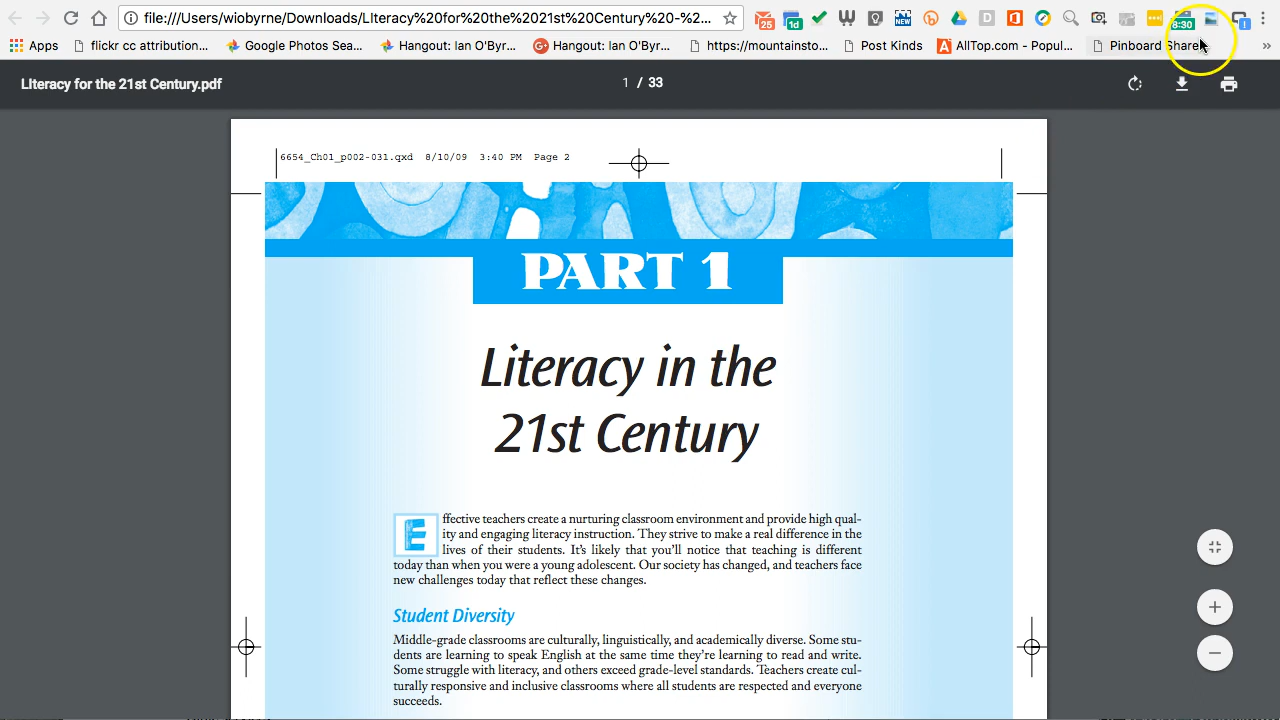 file:///Users/wiobyrne/Downloads/LIteracy%20for%20the%2021st%20Century%20-%2...
25
1d
NEW
8:30
Apps
flickr cc attribution...
Google Photos Sea...
Hangout: Ian O'Byr...
Hangout: Ian O'Byr...
https://mountainsto...
Post Kinds
AllTop.com - Popul...
Pinboard Share
»
LIteracy for the 21st Century.pdf
1 / 33
6654_Ch01_p002-031.qxd 8/10/09 3:40 PM Page 2
PART 1
Literacy in the
21st Century
Effective teachers create a nurturing classroom environment and provide high qual-
ity and engaging literacy instruction. They strive to make a real difference in the
lives of their students. It's likely that you'll notice that teaching is different
today than when you were a young adolescent. Our society has changed, and teachers face
new challenges today that reflect these changes.
Student Diversity
Middle-grade classrooms are culturally, linguistically, and academically diverse. Some stu-
dents are learning to speak English at the same time they're learning to read and write.
Some struggle with literacy, and others exceed grade-level standards. Teachers create cul-
turally responsive and inclusive classrooms where all students are respected and everyone
succeeds.